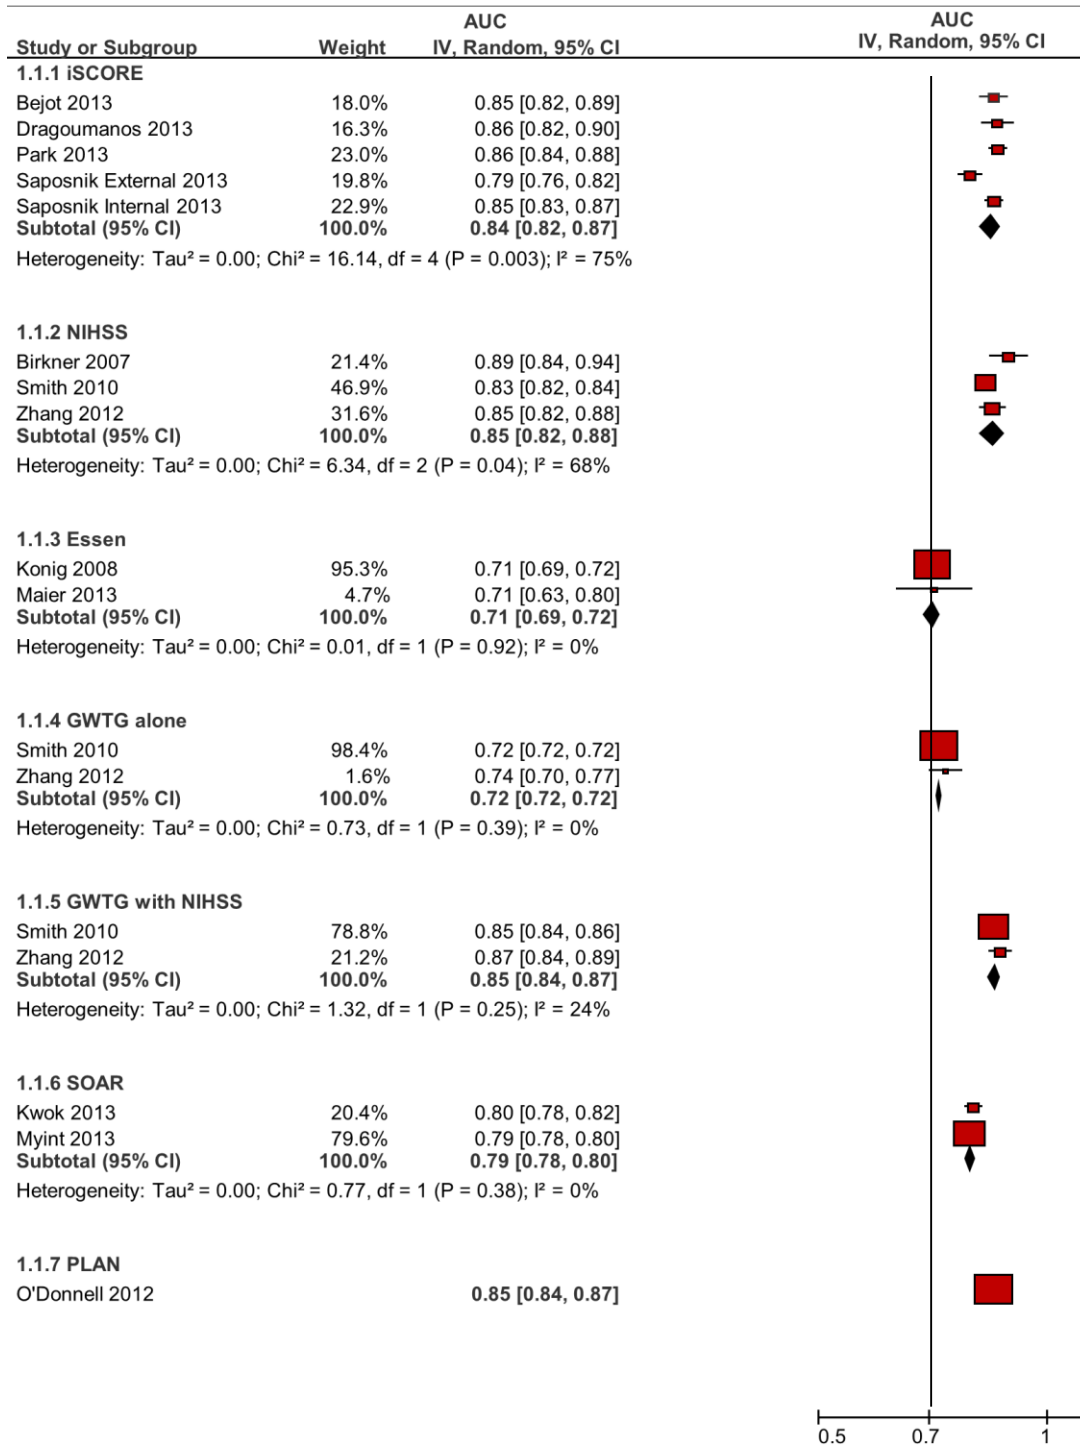 AUC AUC
Study or Subgroup Weight IV, Random, 95% CI IV, Random, 95% CI
1.1.1 iSCORE
Bejot 2013 18.0% 0.85 [0.82, 0.89]
Dragoumanos 2013 16.3% 0.86 [0.82, 0.90]
Park 2013 23.0% 0.86 [0.84, 0.88]
Saposnik External 2013 19.8% 0.79 [0.76, 0.82]
Saposnik Internal 2013 22.9% 0.85 [0.83, 0.87]
Subtotal (95% CI) 100.0% 0.84 [0.82, 0.87]
Heterogeneity: Tau² = 0.00; Chi² = 16.14, df = 4 (P = 0.003); I² = 75%
1.1.2 NIHSS
Birkner 2007 21.4% 0.89 [0.84, 0.94]
Smith 2010 46.9% 0.83 [0.82, 0.84]
Zhang 2012 31.6% 0.85 [0.82, 0.88]
Subtotal (95% CI) 100.0% 0.85 [0.82, 0.88]
Heterogeneity: Tau² = 0.00; Chi² = 6.34, df = 2 (P = 0.04); I² = 68%
1.1.3 Essen
Konig 2008 95.3% 0.71 [0.69, 0.72]
Maier 2013 4.7% 0.71 [0.63, 0.80]
Subtotal (95% CI) 100.0% 0.71 [0.69, 0.72]
Heterogeneity: Tau² = 0.00; Chi² = 0.01, df = 1 (P = 0.92); I² = 0%
1.1.4 GWTG alone
Smith 2010 98.4% 0.72 [0.72, 0.72]
Zhang 2012 1.6% 0.74 [0.70, 0.77]
Subtotal (95% CI) 100.0% 0.72 [0.72, 0.72]
Heterogeneity: Tau² = 0.00; Chi² = 0.73, df = 1 (P = 0.39); I² = 0%
1.1.5 GWTG with NIHSS
Smith 2010 78.8% 0.85 [0.84, 0.86]
Zhang 2012 21.2% 0.87 [0.84, 0.89]
Subtotal (95% CI) 100.0% 0.85 [0.84, 0.87]
Heterogeneity: Tau² = 0.00; Chi² = 1.32, df = 1 (P = 0.25); I² = 24%
1.1.6 SOAR
Kwok 2013 20.4% 0.80 [0.78, 0.82]
Myint 2013 79.6% 0.79 [0.78, 0.80]
Subtotal (95% CI) 100.0% 0.79 [0.78, 0.80]
Heterogeneity: Tau² = 0.00; Chi² = 0.77, df = 1 (P = 0.38); I² = 0%
1.1.7 PLAN
O'Donnell 2012 0.85 [0.84, 0.87]
0.5 0.7 1